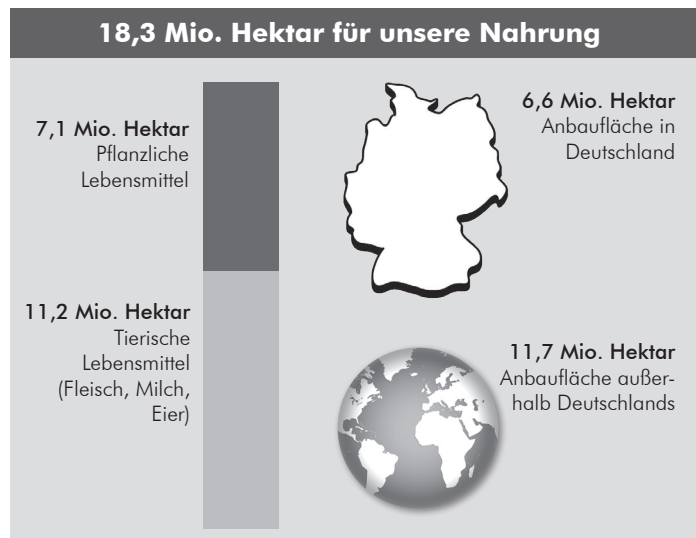 18,3 Mio. Hektar für unsere Nahrung
7,1 Mio. Hektar
Pflanzliche
Lebensmittel
11,2 Mio. Hektar
Tierische
Lebensmittel
(Fleisch, Milch,
Eier)
6,6 Mio. Hektar
Anbaufläche in
Deutschland
11,7 Mio. Hektar
Anbaufläche außer-
halb Deutschlands